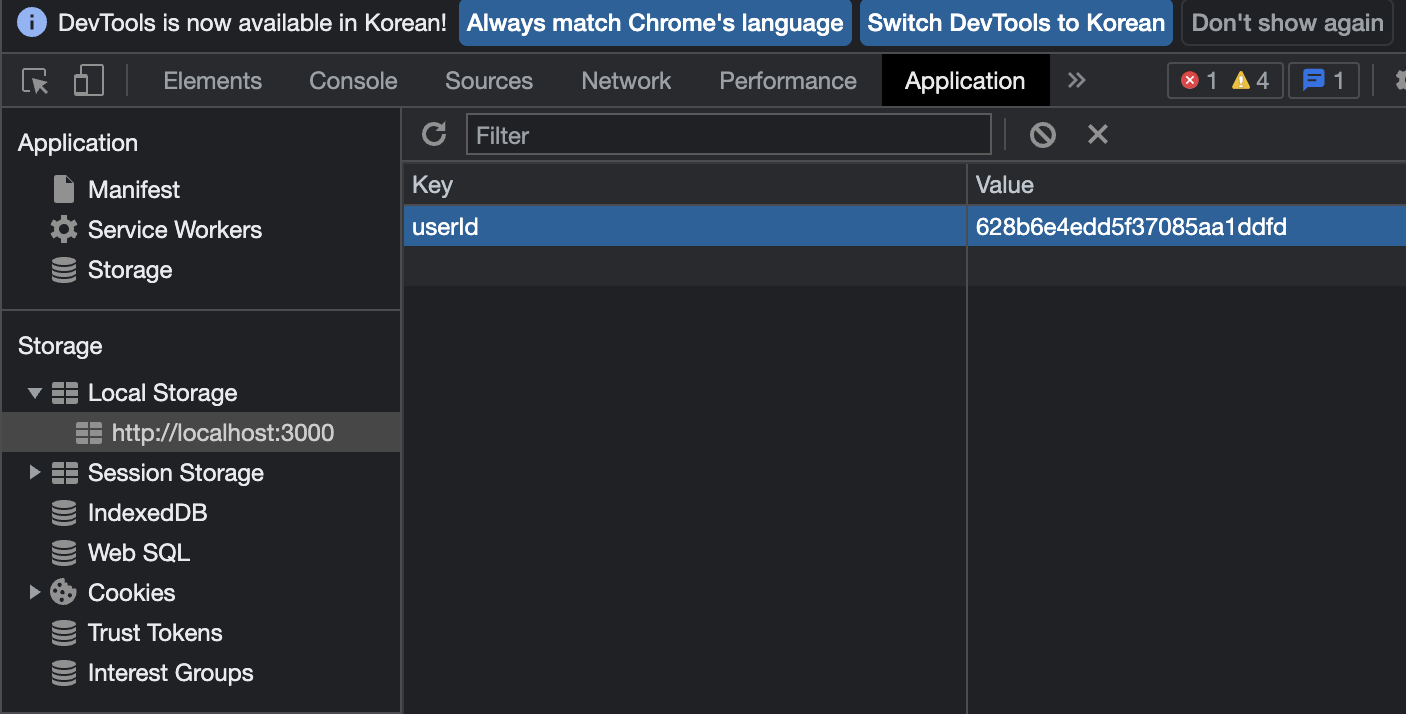 DevTools is now available in Korean! Always match Chrome's language Switch DevTools to Korean Don't show again
Elements Console Sources Network Performance Application 1 4 1
Application
Manifest
Service Workers
Storage
Storage
Local Storage
http://localhost:3000
Session Storage
IndexedDB
Web SQL
Cookies
Trust Tokens
Interest Groups
Filter
Key Value
userId 628b6e4edd5f37085aa1ddfd